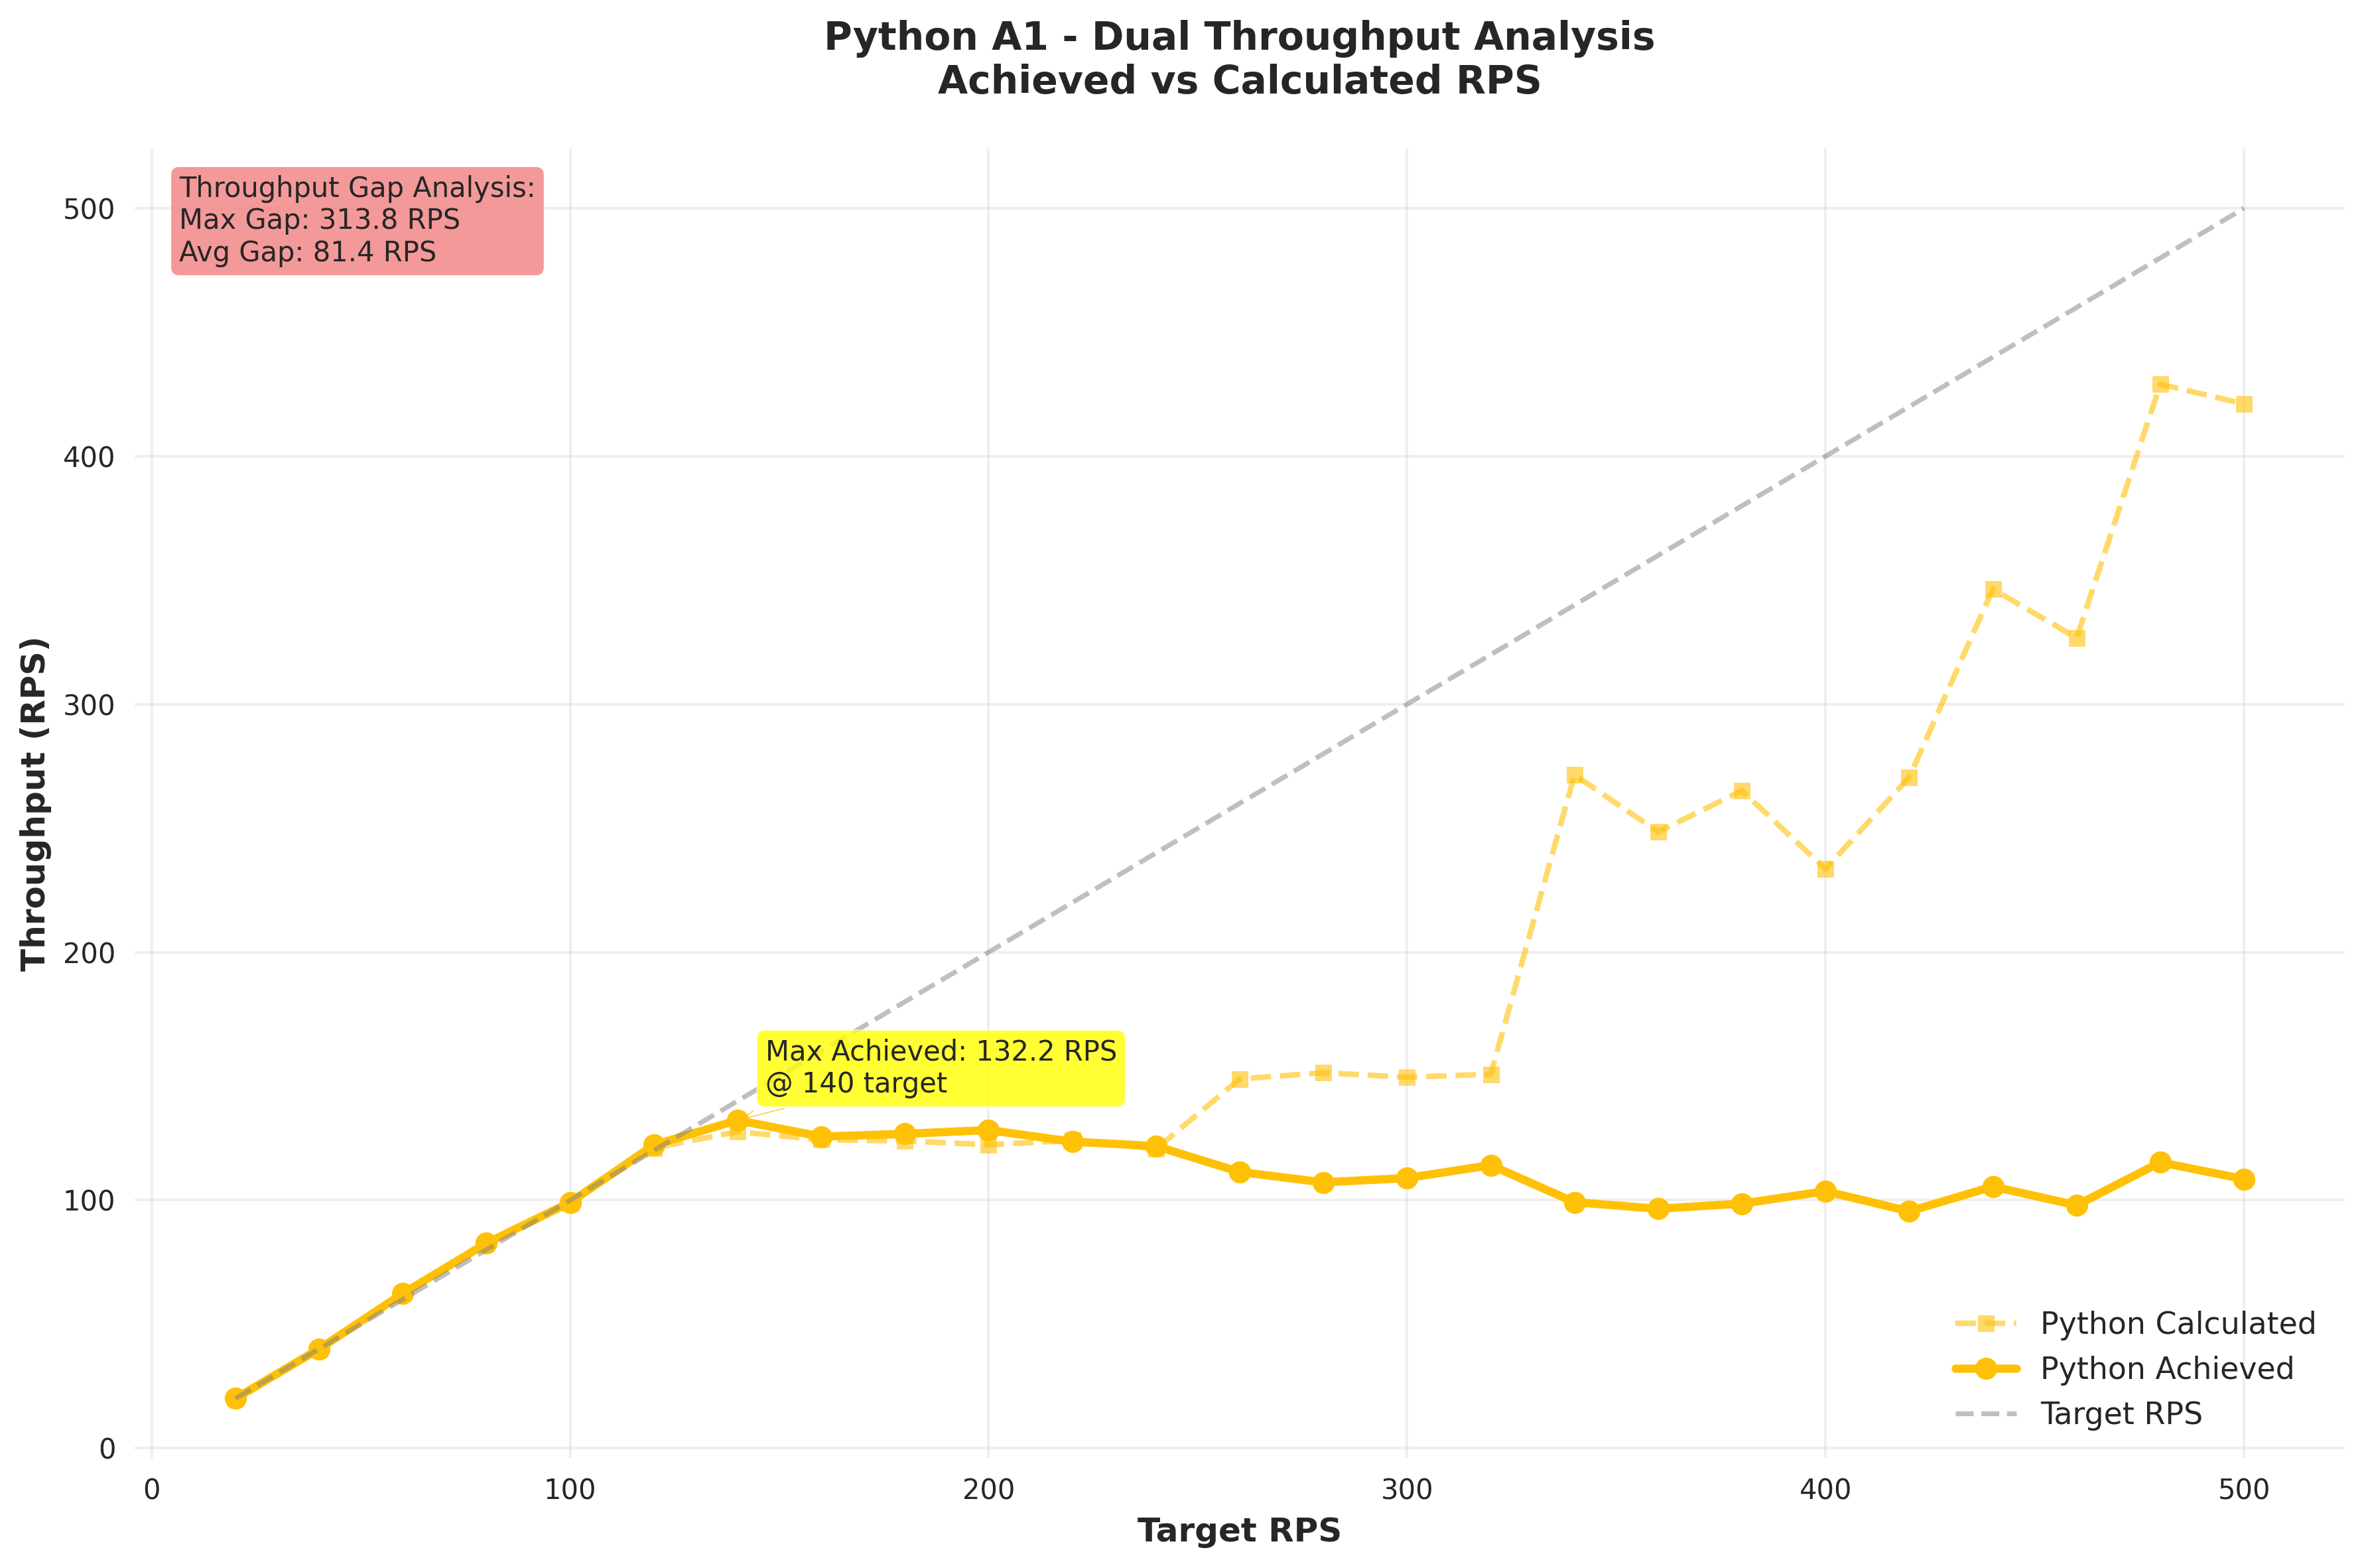 Python A1 - Dual Throughput Analysis
Achieved vs Calculated RPS
Throughput Gap Analysis:
Max Gap: 313.8 RPS
Avg Gap: 81.4 RPS
Throughput (RPS)
500
400
300
200
100
0
Max Achieved: 132.2 RPS
@ 140 target
Python Calculated
Python Achieved
Target RPS
0
100
200
300
400
500
Target RPS